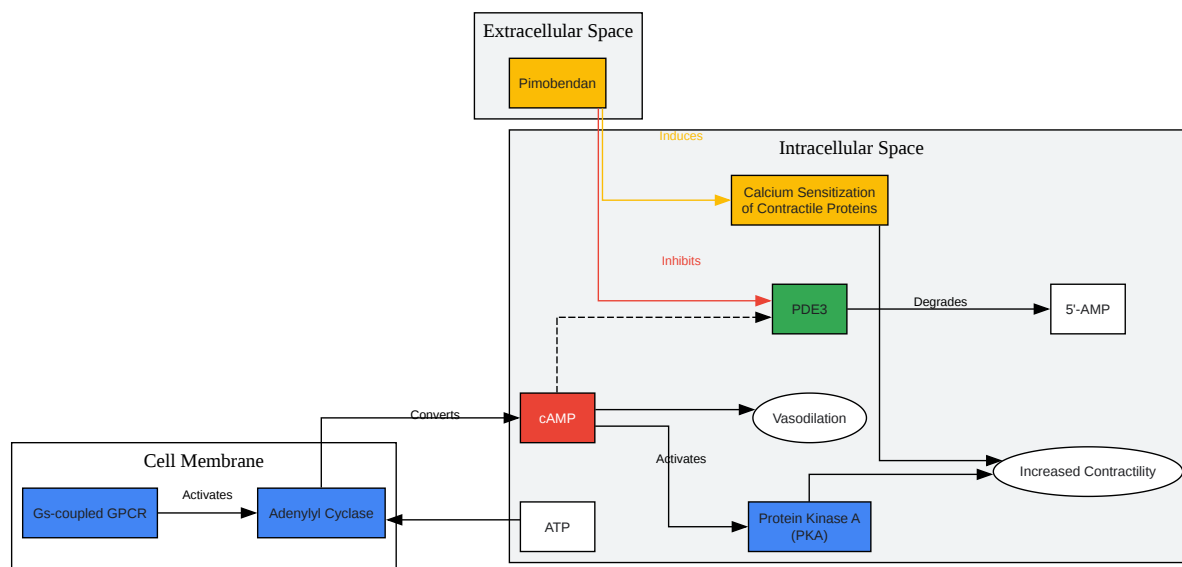 Extracellular Space
Pimobendan
Induces
Intracellular Space
Calcium Sensitization
of Contractile Proteins
Inhibits
PDE3
Degrades
5'-AMP
cAMP
Converts
Vasodilation
Activates
Increased Contractility
Cell Membrane
Gs-coupled GPCR
Activates
Adenylyl Cyclase
ATP
Protein Kinase A
(PKA)